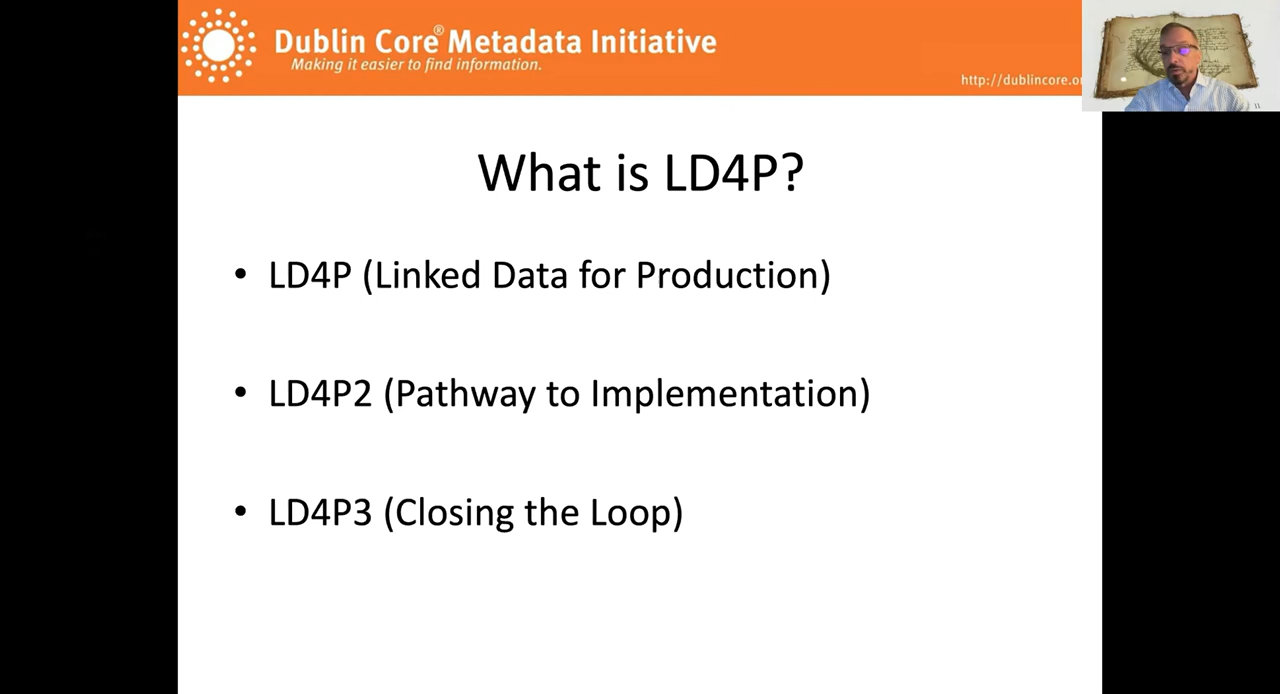 Dublin Core® Metadata Initiative
Making it easier to find information.
http://dublincore.or
What is LD4P?
• LD4P (Linked Data for Production)
• LD4P2 (Pathway to Implementation)
• LD4P3 (Closing the Loop)